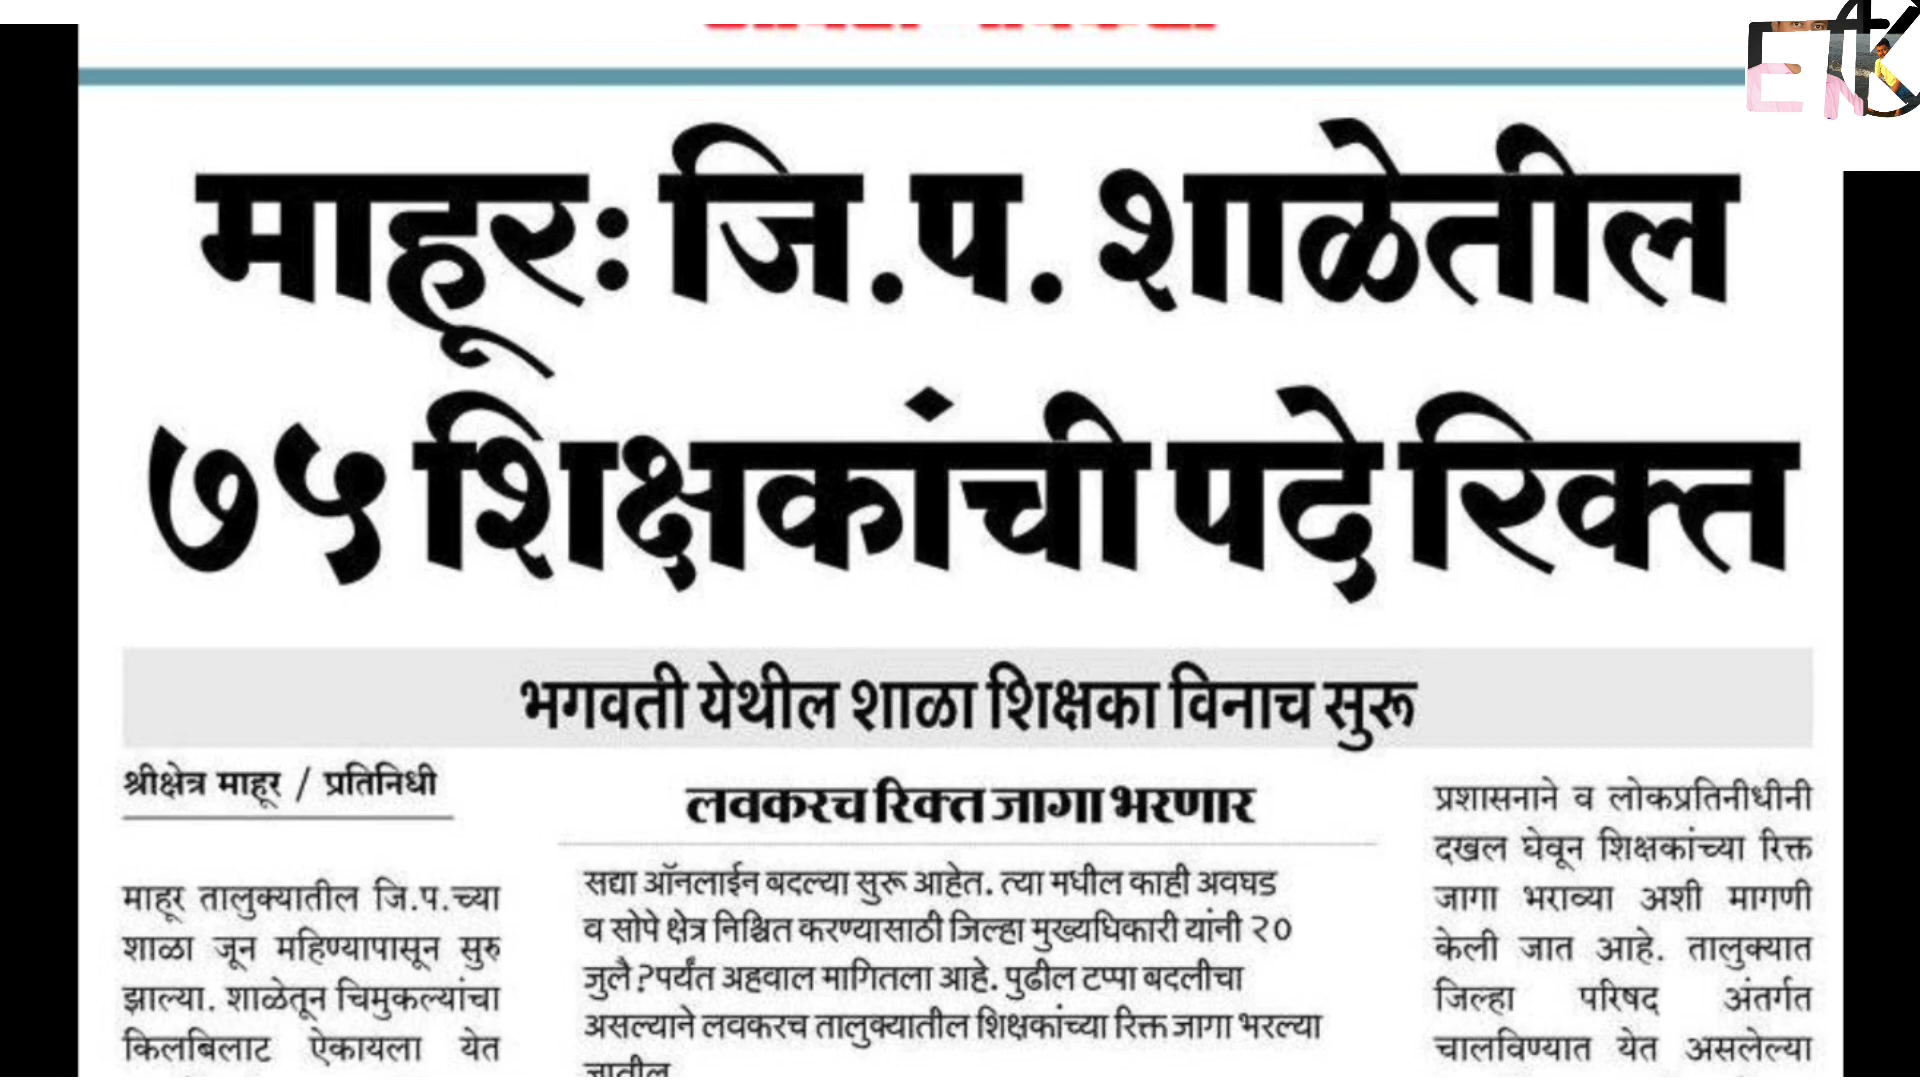 माहूर: जि.प. शाळेतील
७५ शिक्षकांची पदे रिक्त
भगवती येथील शाळा शिक्षका विनाच सुरू
श्रीक्षेत्र माहूर / प्रतिनिधी
माहूर तालुक्यातील जि.प.च्या
शाळा जून महिण्यापासून सुरु
झाल्या. शाळेतून चिमुकल्यांचा
किलबिलाट ऐकायला येत
लवकरच रिक्त जागा भरणार
सद्या ऑनलाईन बदल्या सुरू आहेत. त्या मधील काही अवघड
व सोपे क्षेत्र निश्चित करण्यासाठी जिल्हा मुख्यधिकारी यांनी २०
जुलै?पर्यंत अहवाल मागितला आहे. पुढील टप्पा बदलीचा
असल्याने लवकरच तालुक्यातील शिक्षकांच्या रिक्त जागा भरल्या
जातील
प्रशासनाने व लोकप्रतिनीधीनी
दखल घेवून शिक्षकांच्या रिक्त
जागा भराव्या अशी मागणी
केली जात आहे. तालुक्यात
जिल्हा परिषद अंतर्गत
चालविण्यात येत असलेल्या